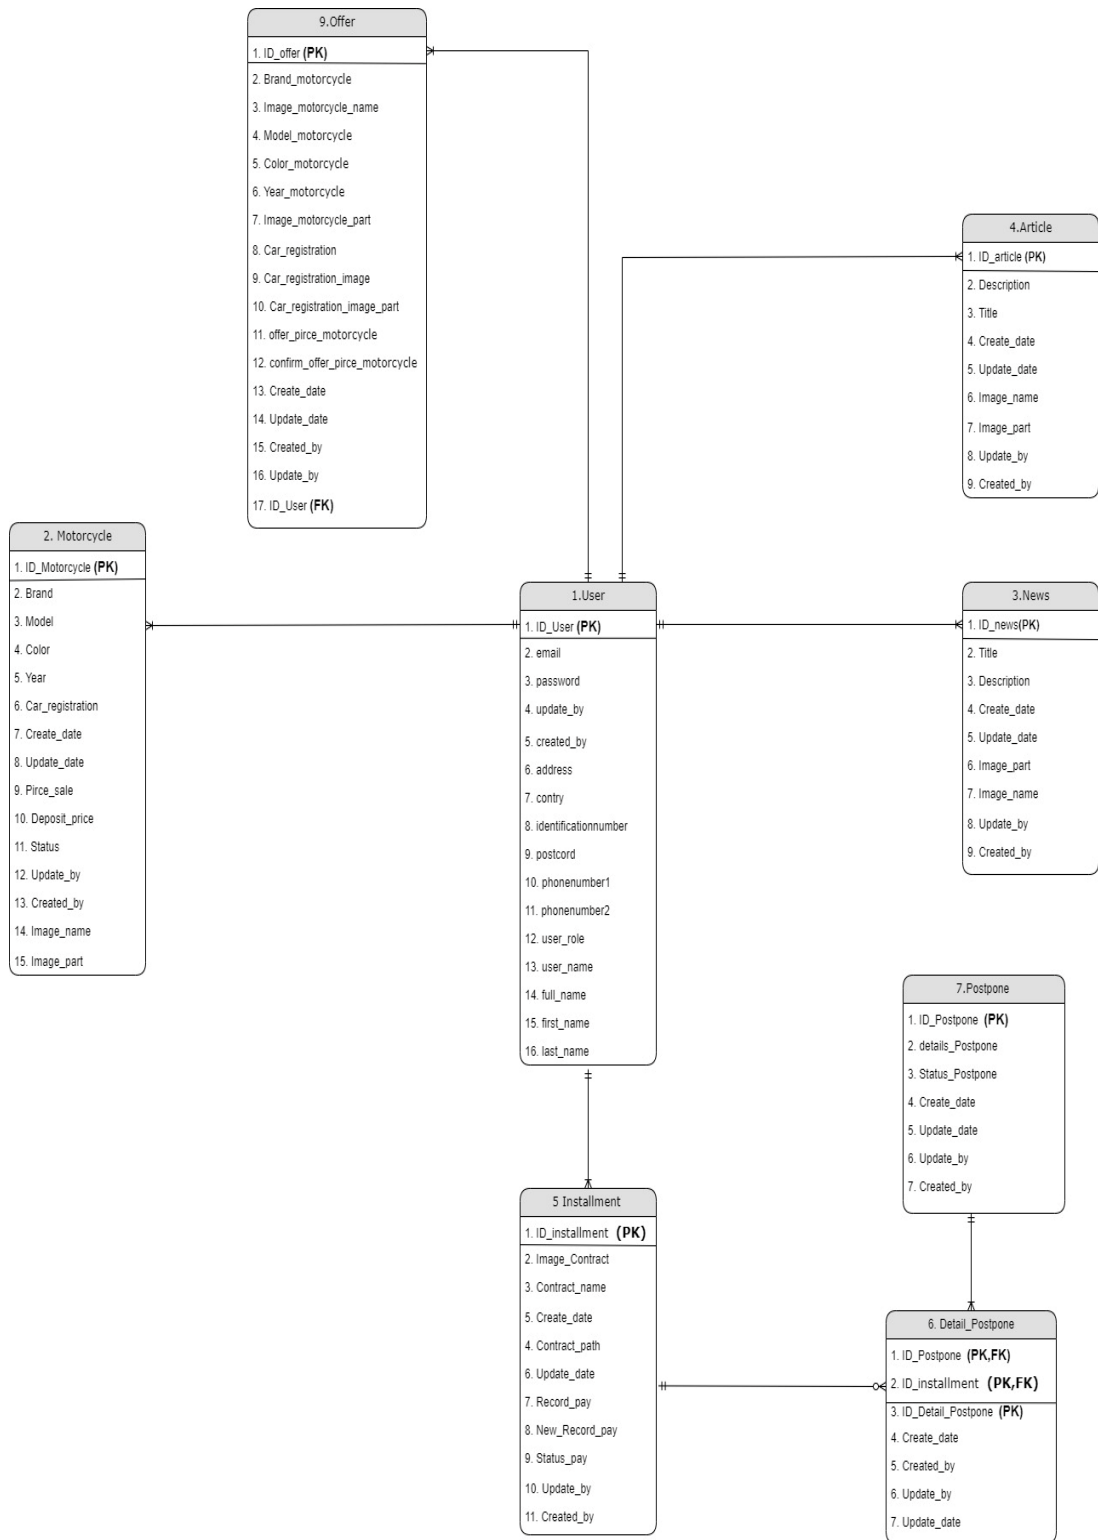 9.Offer
1. ID_offer (PK)
2. Brand_motorcycle
3. Image_motorcycle_name
4. Model_motorcycle
5. Color_motorcycle
6. Year_motorcycle
7. Image_motorcycle_part
8. Car_registration
9. Car_registration_image
10. Car_registration_image_part
11. offer_pirce_motorcycle
12. confirm_offer_pirce_motorcycle
13. Create_date
14. Update_date
15. Created_by
16. Update_by
17. ID_User (FK)
4.Article
1. ID_article (PK)
2. Description
3. Title
4. Create_date
5. Update_date
6. Image_name
7. Image_part
8. Update_by
9. Created_by
2. Motorcycle
1. ID_Motorcycle (PK)
2. Brand
3. Model
4. Color
5. Year
6. Car_registration
7. Create_date
8. Update_date
9. Pirce_sale
10. Deposit_price
11. Status
12. Update_by
13. Created_by
14. Image_name
15. Image_part
1.User
1. ID_User (PK)
2. email
3. password
4. update_by
5. created_by
6. address
7. contry
8. identificationnumber
9. postcord
10. phonenumber1
11. phonenumber2
12. user_role
13. user_name
14. full_name
15. first_name
16. last_name
3.News
1. ID_news(PK)
2. Title
3. Description
4. Create_date
5. Update_date
6. Image_part
7. Image_name
8. Update_by
9. Created_by
7.Postpone
1. ID_Postpone (PK)
2. details_Postpone
3. Status_Postpone
4. Create_date
5. Update_date
6. Update_by
7. Created_by
5 Installment
1. ID_installment (PK)
2. Image_Contract
3. Contract_name
5. Create_date
4. Contract_path
6. Update_date
7. Record_pay
8. New_Record_pay
9. Status_pay
10. Update_by
11. Created_by
6. Detail_Postpone
1. ID_Postpone (PK,FK)
2. ID_installment (PK,FK)
3. ID_Detail_Postpone (PK)
4. Create_date
5. Created_by
6. Update_by
7. Update_date